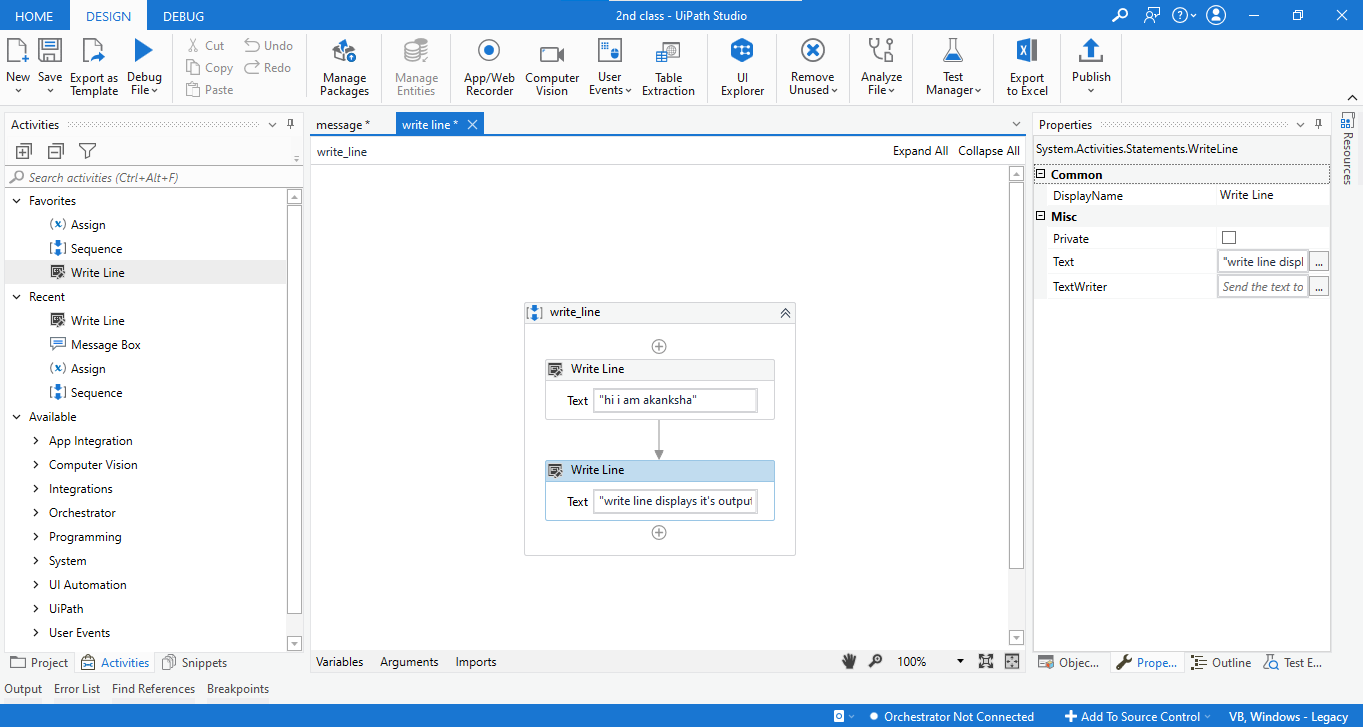 HOME DESIGN DEBUG 2nd class - UiPath Studio
New Save Export as Template Debug File
Cut Copy Paste Undo Redo
Manage Packages
Manage Entities
App/Web Recorder
Computer Vision
User Events
Table Extraction
UI Explorer
Remove Unused
Analyze File
Test Manager
Export to Excel
Publish
Activities
Search activities (Ctrl+Alt+F)
Favorites
Assign
Sequence
Write Line
Recent
Write Line
Message Box
Assign
Sequence
Available
App Integration
Computer Vision
Integrations
Orchestrator
Programming
System
UI Automation
UiPath
User Events
Project Activities Snippets
message * write line *
write_line Expand All Collapse All
write_line
Write Line
Text "hi i am akanksha"
Write Line
Text "write line displays it's output
Variables Arguments Imports 100%
Properties
System.Activities.Statements.WriteLine
Common
DisplayName Write Line
Misc
Private
Text "write line displ ...
TextWriter Send the text to ...
Objec... Prope... Outline Test E...
Resources
Output Error List Find References Breakpoints
Orchestrator Not Connected Add To Source Control VB, Windows - Legacy